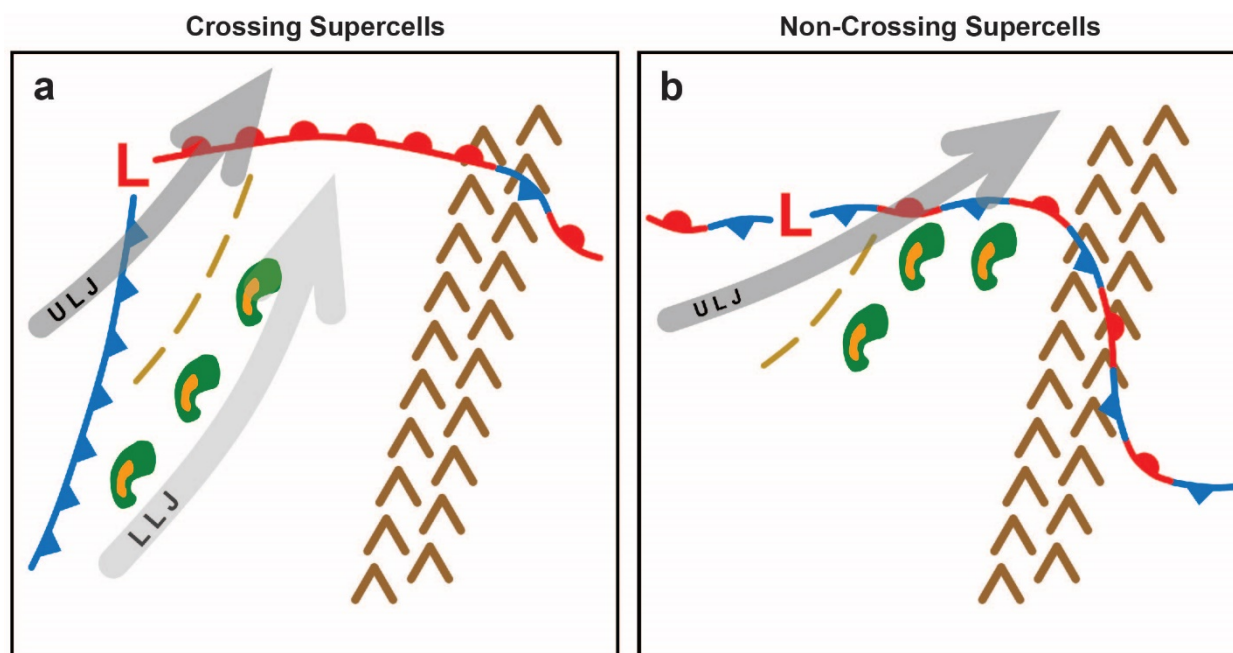 Crossing Supercells
Non-Crossing Supercells
a
L
ULJ
LLJ
b
L
ULJ